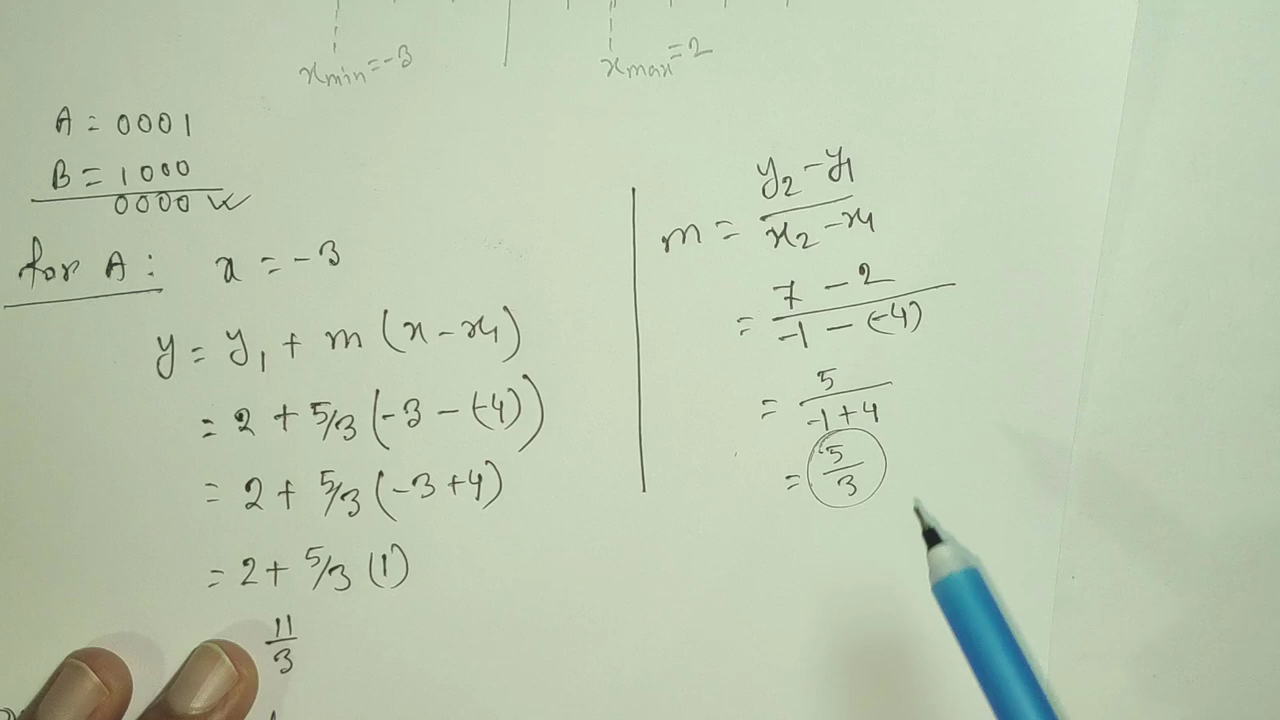 xmin = -3
xmax = 2
A = 0001
B = 1000
0000
for A: x = -3
y = y1 + m (x - x1)
= 2 + 5/3 (-3 - (-4))
= 2 + 5/3 (-3 + 4)
= 2 + 5/3 (1)
11/3
m = y2 - y1 / x2 - x1
= 7 - 2 / -1 - (-4)
= 5 / -1 + 4
= 5/3